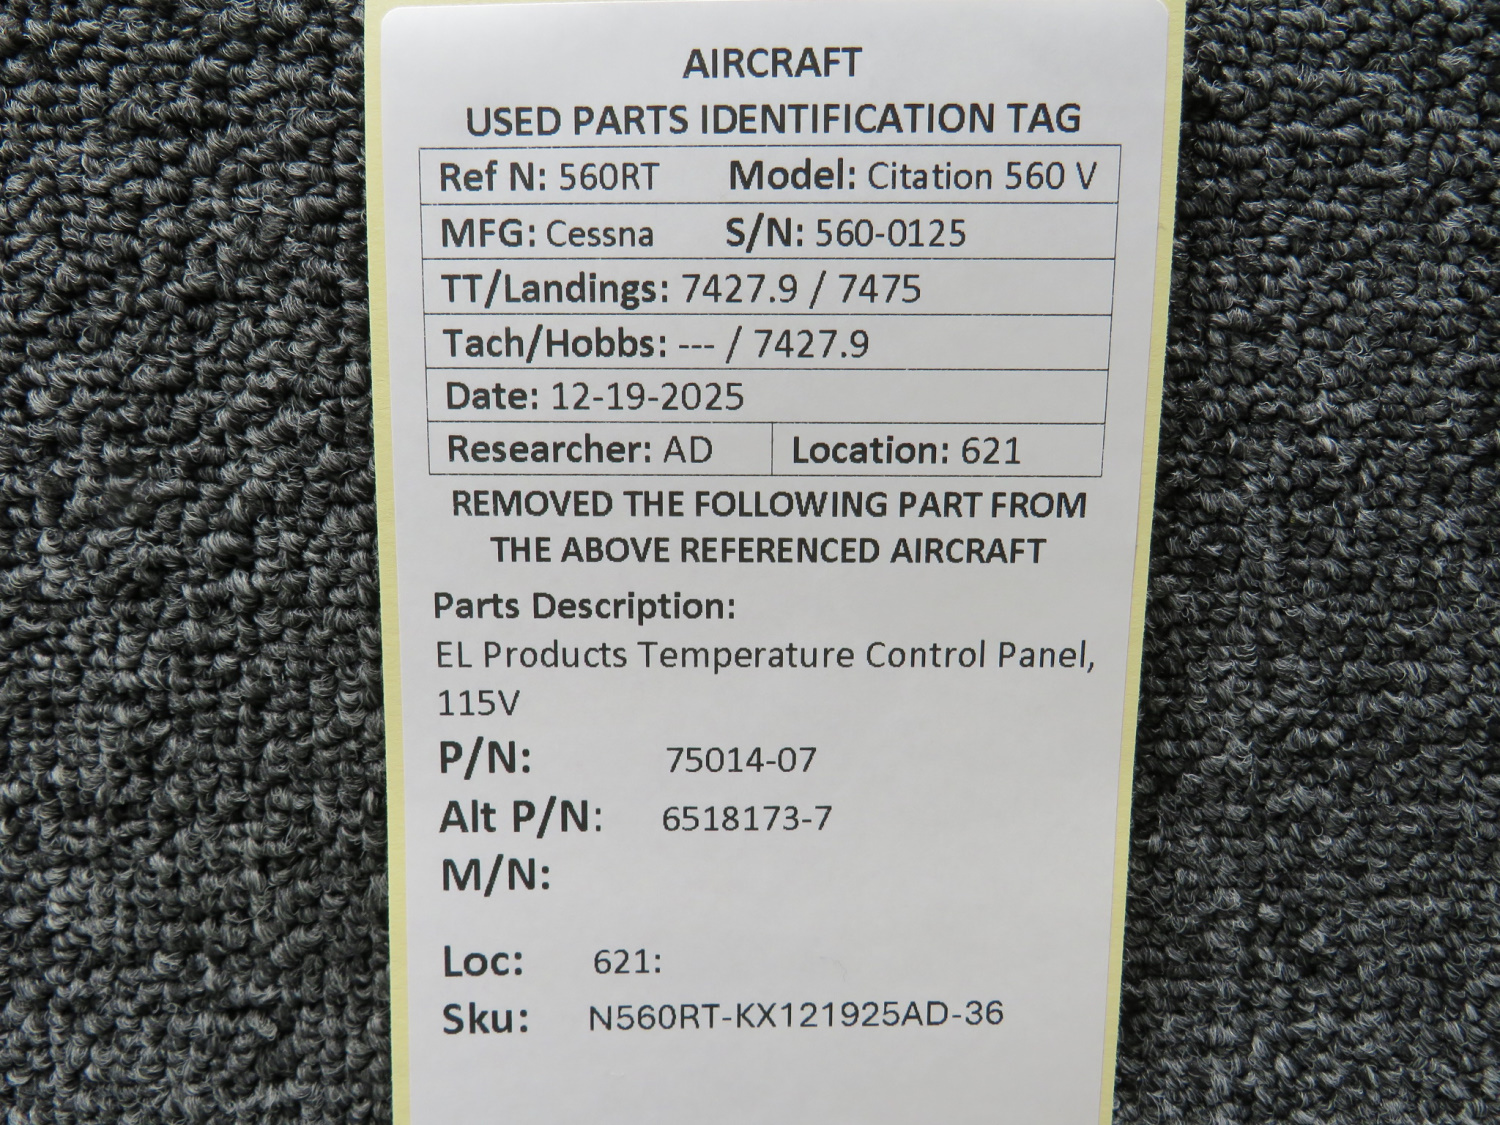 AIRCRAFT
USED PARTS IDENTIFICATION TAG
Ref N: 560RT Model: Citation 560 V
MFG: Cessna S/N: 560-0125
TT/Landings: 7427.9 / 7475
Tach/Hobbs: --- / 7427.9
Date: 12-19-2025
Researcher: AD Location: 621
REMOVED THE FOLLOWING PART FROM
THE ABOVE REFERENCED AIRCRAFT
Parts Description:
EL Products Temperature Control Panel,
115V
P/N: 75014-07
Alt P/N: 6518173-7
M/N:
Loc: 621:
Sku: N560RT-KX121925AD-36